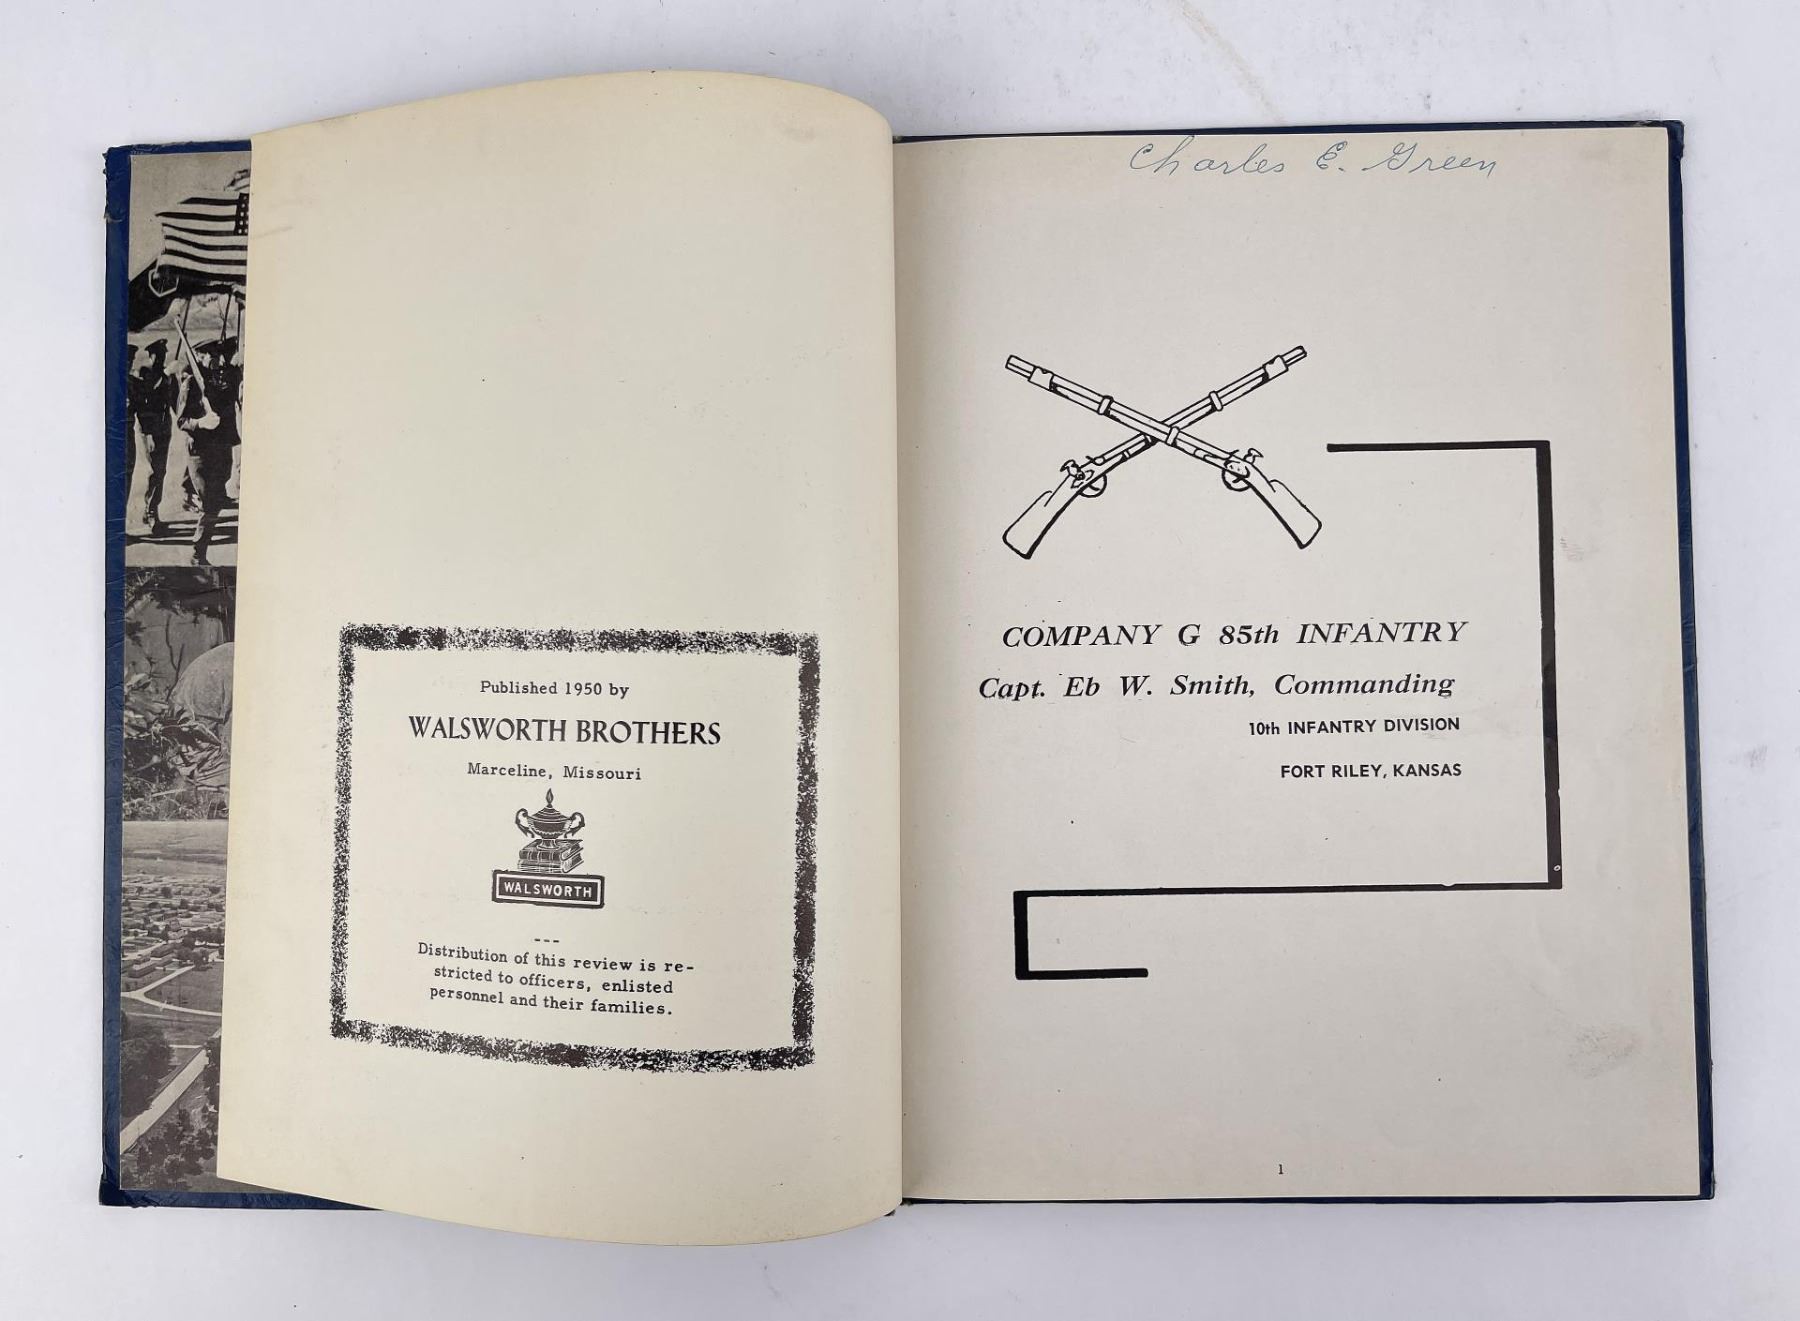 Published 1950 by
WALSWORTH BROTHERS
Marceline, Missouri
WALSWORTH
---
Distribution of this review is re-
stricted to officers, enlisted
personnel and their families.
Charles E. Green
COMPANY G 85th INFANTRY
Capt. Eb W. Smith, Commanding
10th INFANTRY DIVISION
FORT RILEY, KANSAS
1